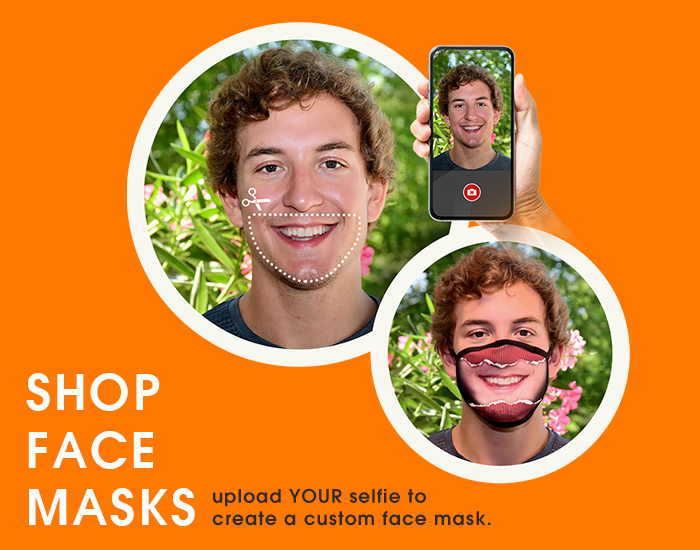 SHOP
FACE
MASKS
upload YOUR selfie to
create a custom face mask.